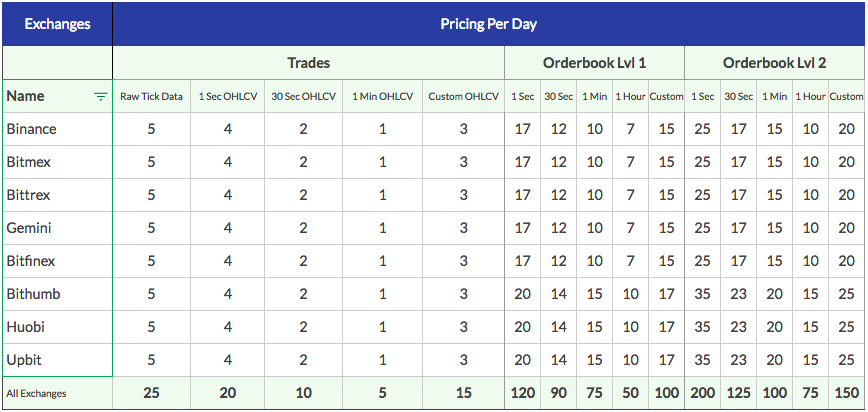 Exchanges Pricing Per Day
Trades Orderbook Lvl 1 Orderbook Lvl 2
Name Raw Tick Data 1 Sec OHLCV 30 Sec OHLCV 1 Min OHLCV Custom OHLCV 1 Sec 30 Sec 1 Min 1 Hour Custom 1 Sec 30 Sec 1 Min 1 Hour Custom
Binance 5 4 2 1 3 17 12 10 7 15 25 17 15 10 20
Bitmex 5 4 2 1 3 17 12 10 7 15 25 17 15 10 20
Bittrex 5 4 2 1 3 17 12 10 7 15 25 17 15 10 20
Gemini 5 4 2 1 3 17 12 10 7 15 25 17 15 10 20
Bitfinex 5 4 2 1 3 17 12 10 7 15 25 17 15 10 20
Bithumb 5 4 2 1 3 20 14 15 10 17 35 23 20 15 25
Huobi 5 4 2 1 3 20 14 15 10 17 35 23 20 15 25
Upbit 5 4 2 1 3 20 14 15 10 17 35 23 20 15 25
All Exchanges 25 20 10 5 15 120 90 75 50 100 200 125 100 75 150